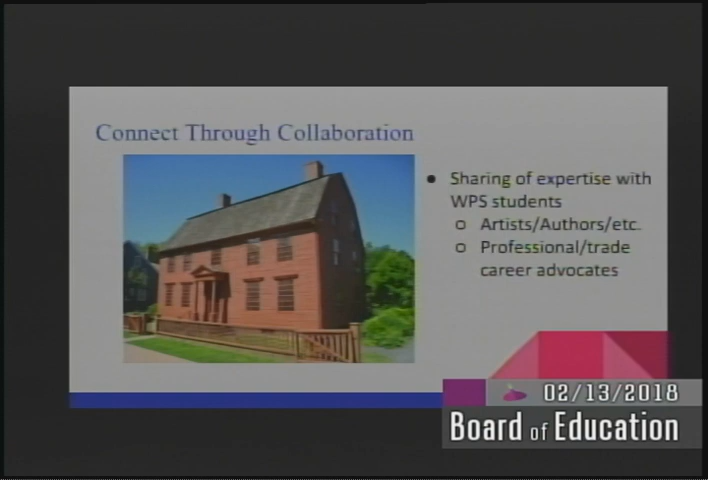 Connect Through Collaboration
● Sharing of expertise with
WPS students
○ Artists/Authors/etc.
○ Professional/trade
career advocates
02/13/2018
Board of Education